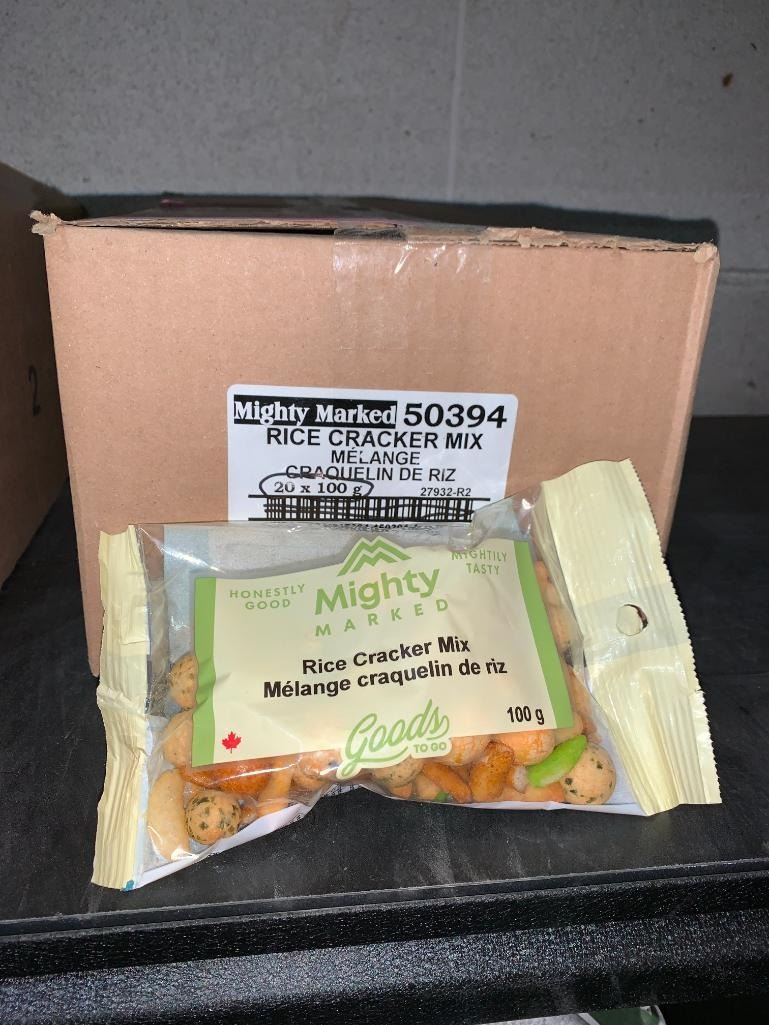 2
Mighty Marked 50394
RICE CRACKER MIX
MÉLANGE
CRAQUELIN DE RIZ
20 x 100 g 27932-R2
HONESTLY
GOOD
MIGHTILY
TASTY
Mighty
MARKED
Rice Cracker Mix
Mélange craquelin de riz
100 g
Goods
TO GO